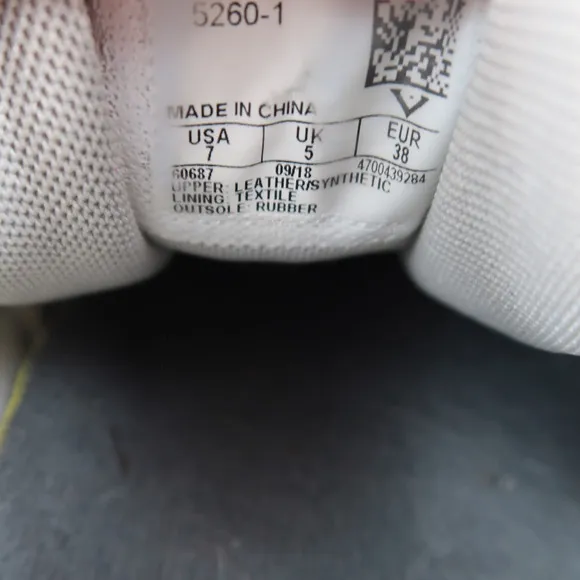 5260-1
MADE IN CHINA
USA UK EUR
7 5 38
60687 09/18 4700439284
UPPER: LEATHER/SYNTHETIC
LINING: TEXTILE
OUTSOLE: RUBBER